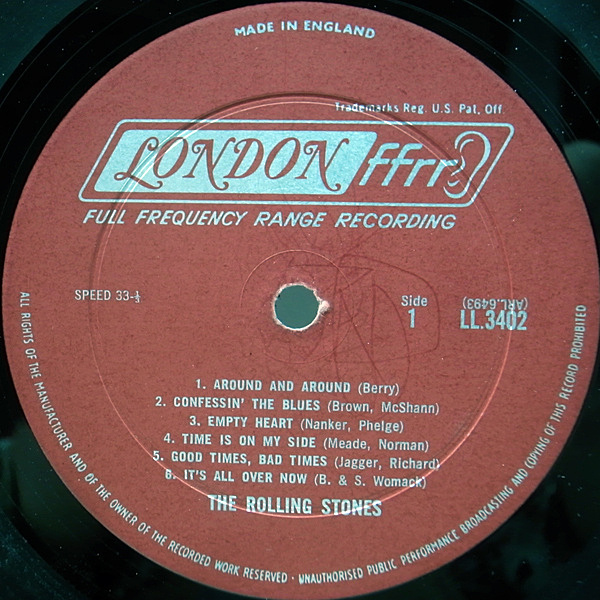 MADE IN ENGLAND
Trademarks Reg. U.S. Pat. Off.
LONDON ffrr
FULL FREQUENCY RANGE RECORDING
SPEED 33-⅓
Side 1
(ARL.6493)
LL.3402
1. AROUND AND AROUND (Berry)
2. CONFESSIN' THE BLUES (Brown, McShann)
3. EMPTY HEART (Nanker, Phelge)
4. TIME IS ON MY SIDE (Meade, Norman)
5. GOOD TIMES, BAD TIMES (Jagger, Richard)
6. IT'S ALL OVER NOW (B. & S. Womack)
THE ROLLING STONES
ALL RIGHTS OF THE MANUFACTURER AND OF THE OWNER OF THE RECORDED WORK RESERVED · UNAUTHORISED PUBLIC PERFORMANCE BROADCASTING AND COPYING OF THIS RECORD PROHIBITED